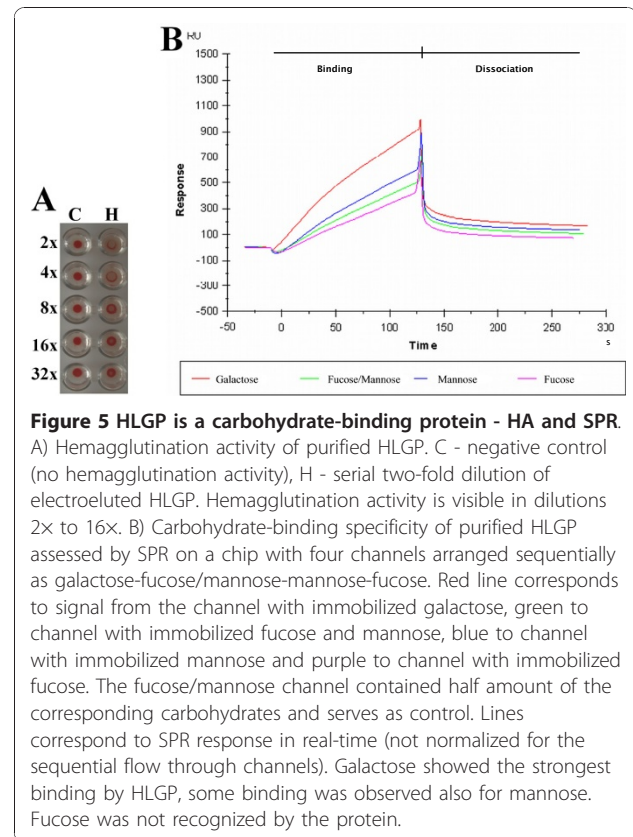 B RU
1500
1300
1100
900
700
500
300
100
-100
-300
-500
Response
Binding
Dissociation
-50 0 50 100 150 200 250 300
s
Time
Galactose Fucose/Mannose Mannose Fucose
A
C H
2x
4x
8x
16x
32x
Figure 5 HLGP is a carbohydrate-binding protein - HA and SPR.
A) Hemagglutination activity of purified HLGP. C - negative control
(no hemagglutination activity), H - serial two-fold dilution of
electroeluted HLGP. Hemagglutination activity is visible in dilutions
2× to 16×. B) Carbohydrate-binding specificity of purified HLGP
assessed by SPR on a chip with four channels arranged sequentially
as galactose-fucose/mannose-mannose-fucose. Red line corresponds
to signal from the channel with immobilized galactose, green to
channel with immobilized fucose and mannose, blue to channel
with immobilized mannose and purple to channel with immobilized
fucose. The fucose/mannose channel contained half amount of the
corresponding carbohydrates and serves as control. Lines
correspond to SPR response in real-time (not normalized for the
sequential flow through channels). Galactose showed the strongest
binding by HLGP, some binding was observed also for mannose.
Fucose was not recognized by the protein.